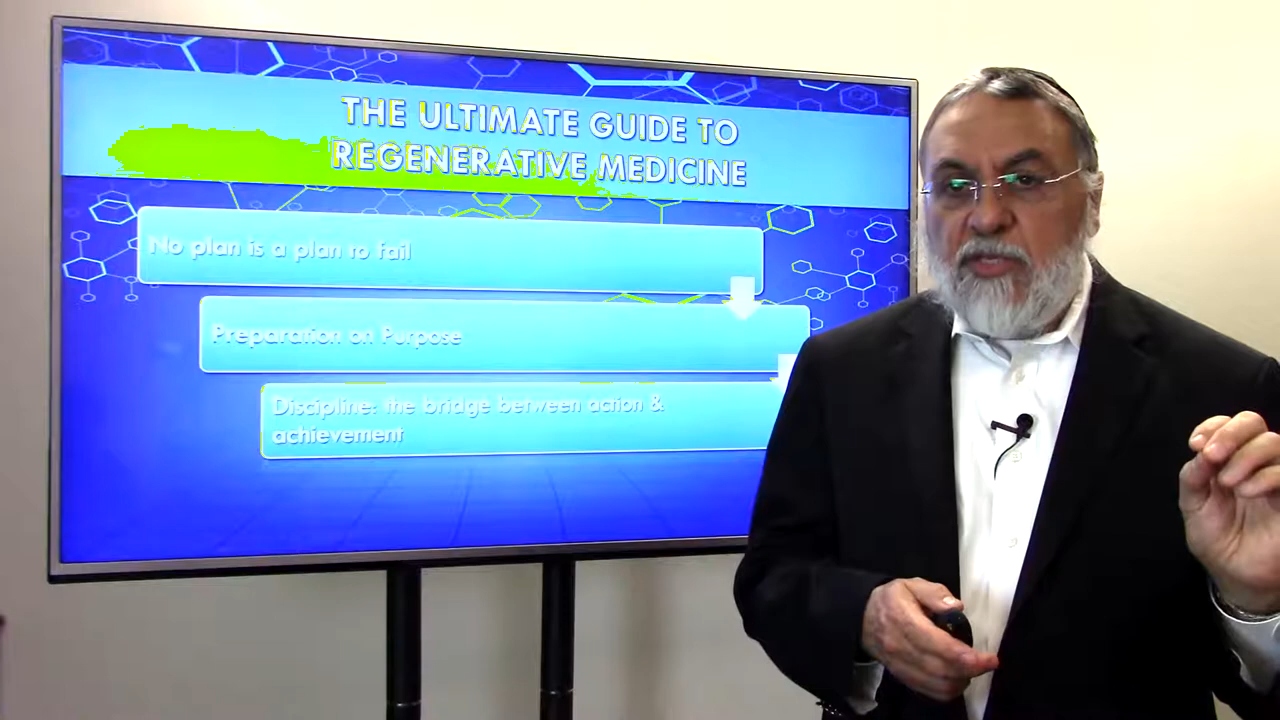 THE ULTIMATE GUIDE TO
REGENERATIVE MEDICINE
No plan is a plan to fail
Preparation on Purpose
Discipline: the bridge between action &
achievement